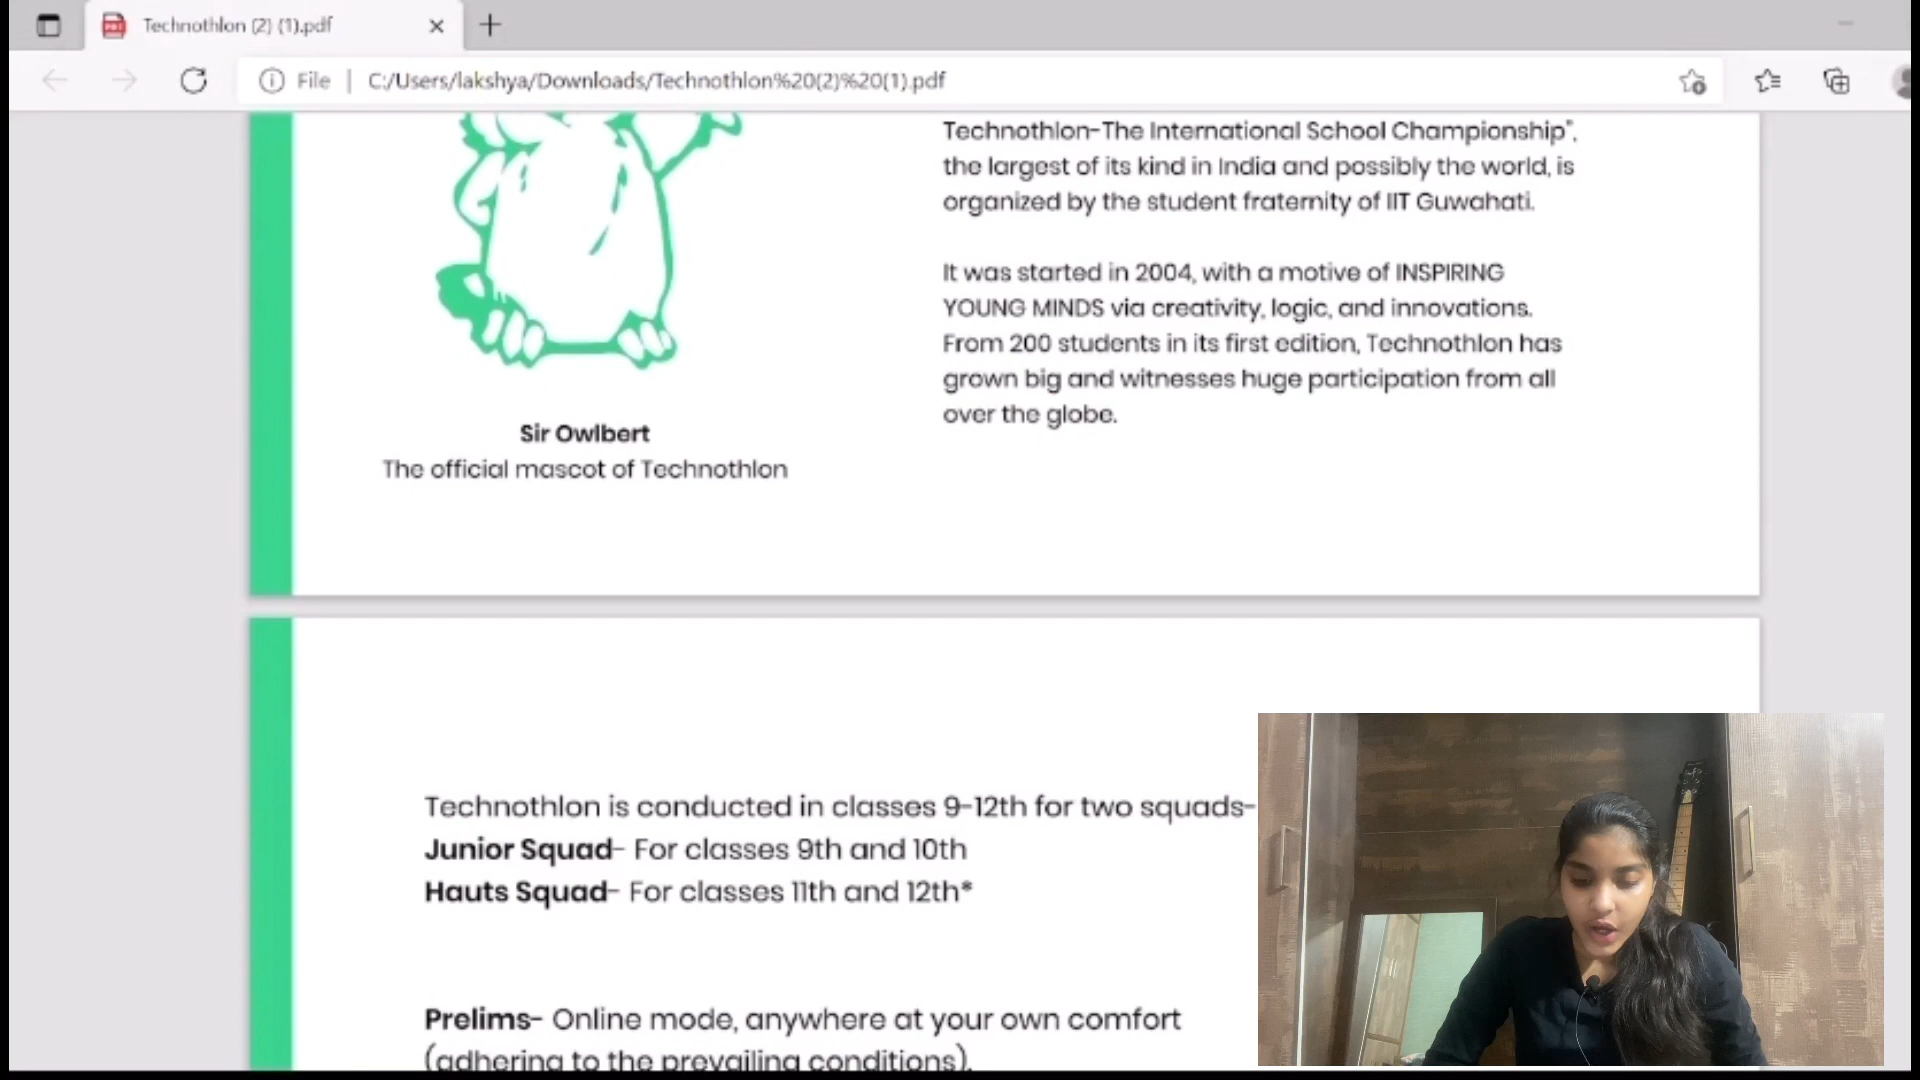 Technothlon (2) (1).pdf
File | C:/Users/lakshya/Downloads/Technothlon%20(2)%20(1).pdf
Technothlon-The International School Championship",
the largest of its kind in India and possibly the world, is
organized by the student fraternity of IIT Guwahati.
It was started in 2004, with a motive of INSPIRING
YOUNG MINDS via creativity, logic, and innovations.
From 200 students in its first edition, Technothlon has
grown big and witnesses huge participation from all
over the globe.
Sir Owlbert
The official mascot of Technothlon
Technothlon is conducted in classes 9-12th for two squads-
Junior Squad- For classes 9th and 10th
Hauts Squad- For classes 11th and 12th*
Prelims- Online mode, anywhere at your own comfort
(adhering to the prevailing conditions).